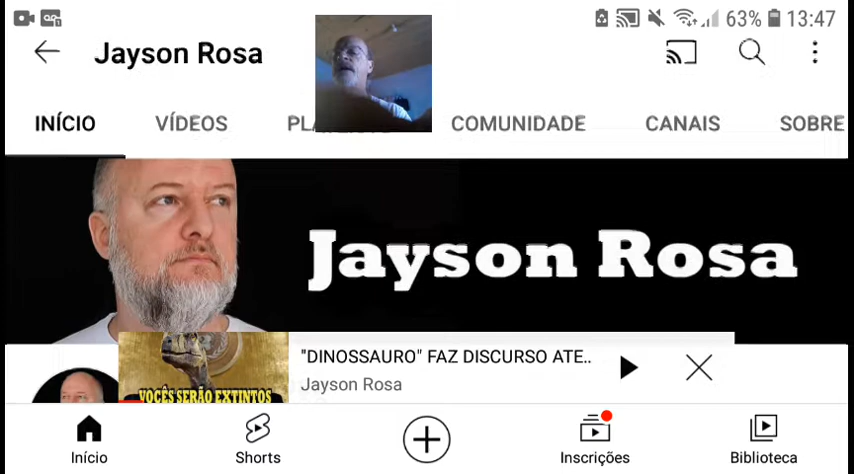 63% 13:47
Jayson Rosa
INÍCIO VÍDEOS COMUNIDADE CANAIS SOBRE
Jayson Rosa
"DINOSSAURO" FAZ DISCURSO ATE..
Jayson Rosa
VOCÊS SERÃO EXTINTOS
Início Shorts Inscrições Biblioteca